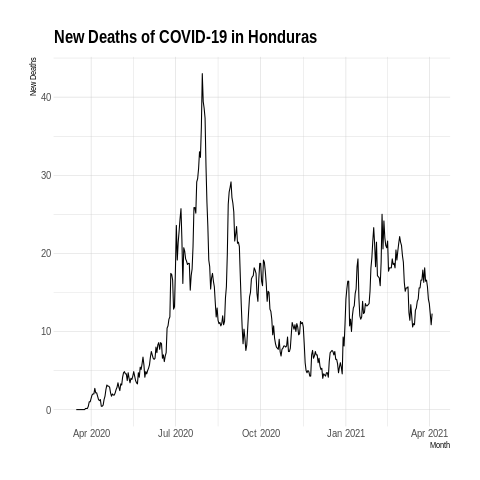 New Deaths of COVID-19 in Honduras
New Deaths
40
30
20
10
0
Apr 2020 Jul 2020 Oct 2020 Jan 2021 Apr 2021
Month